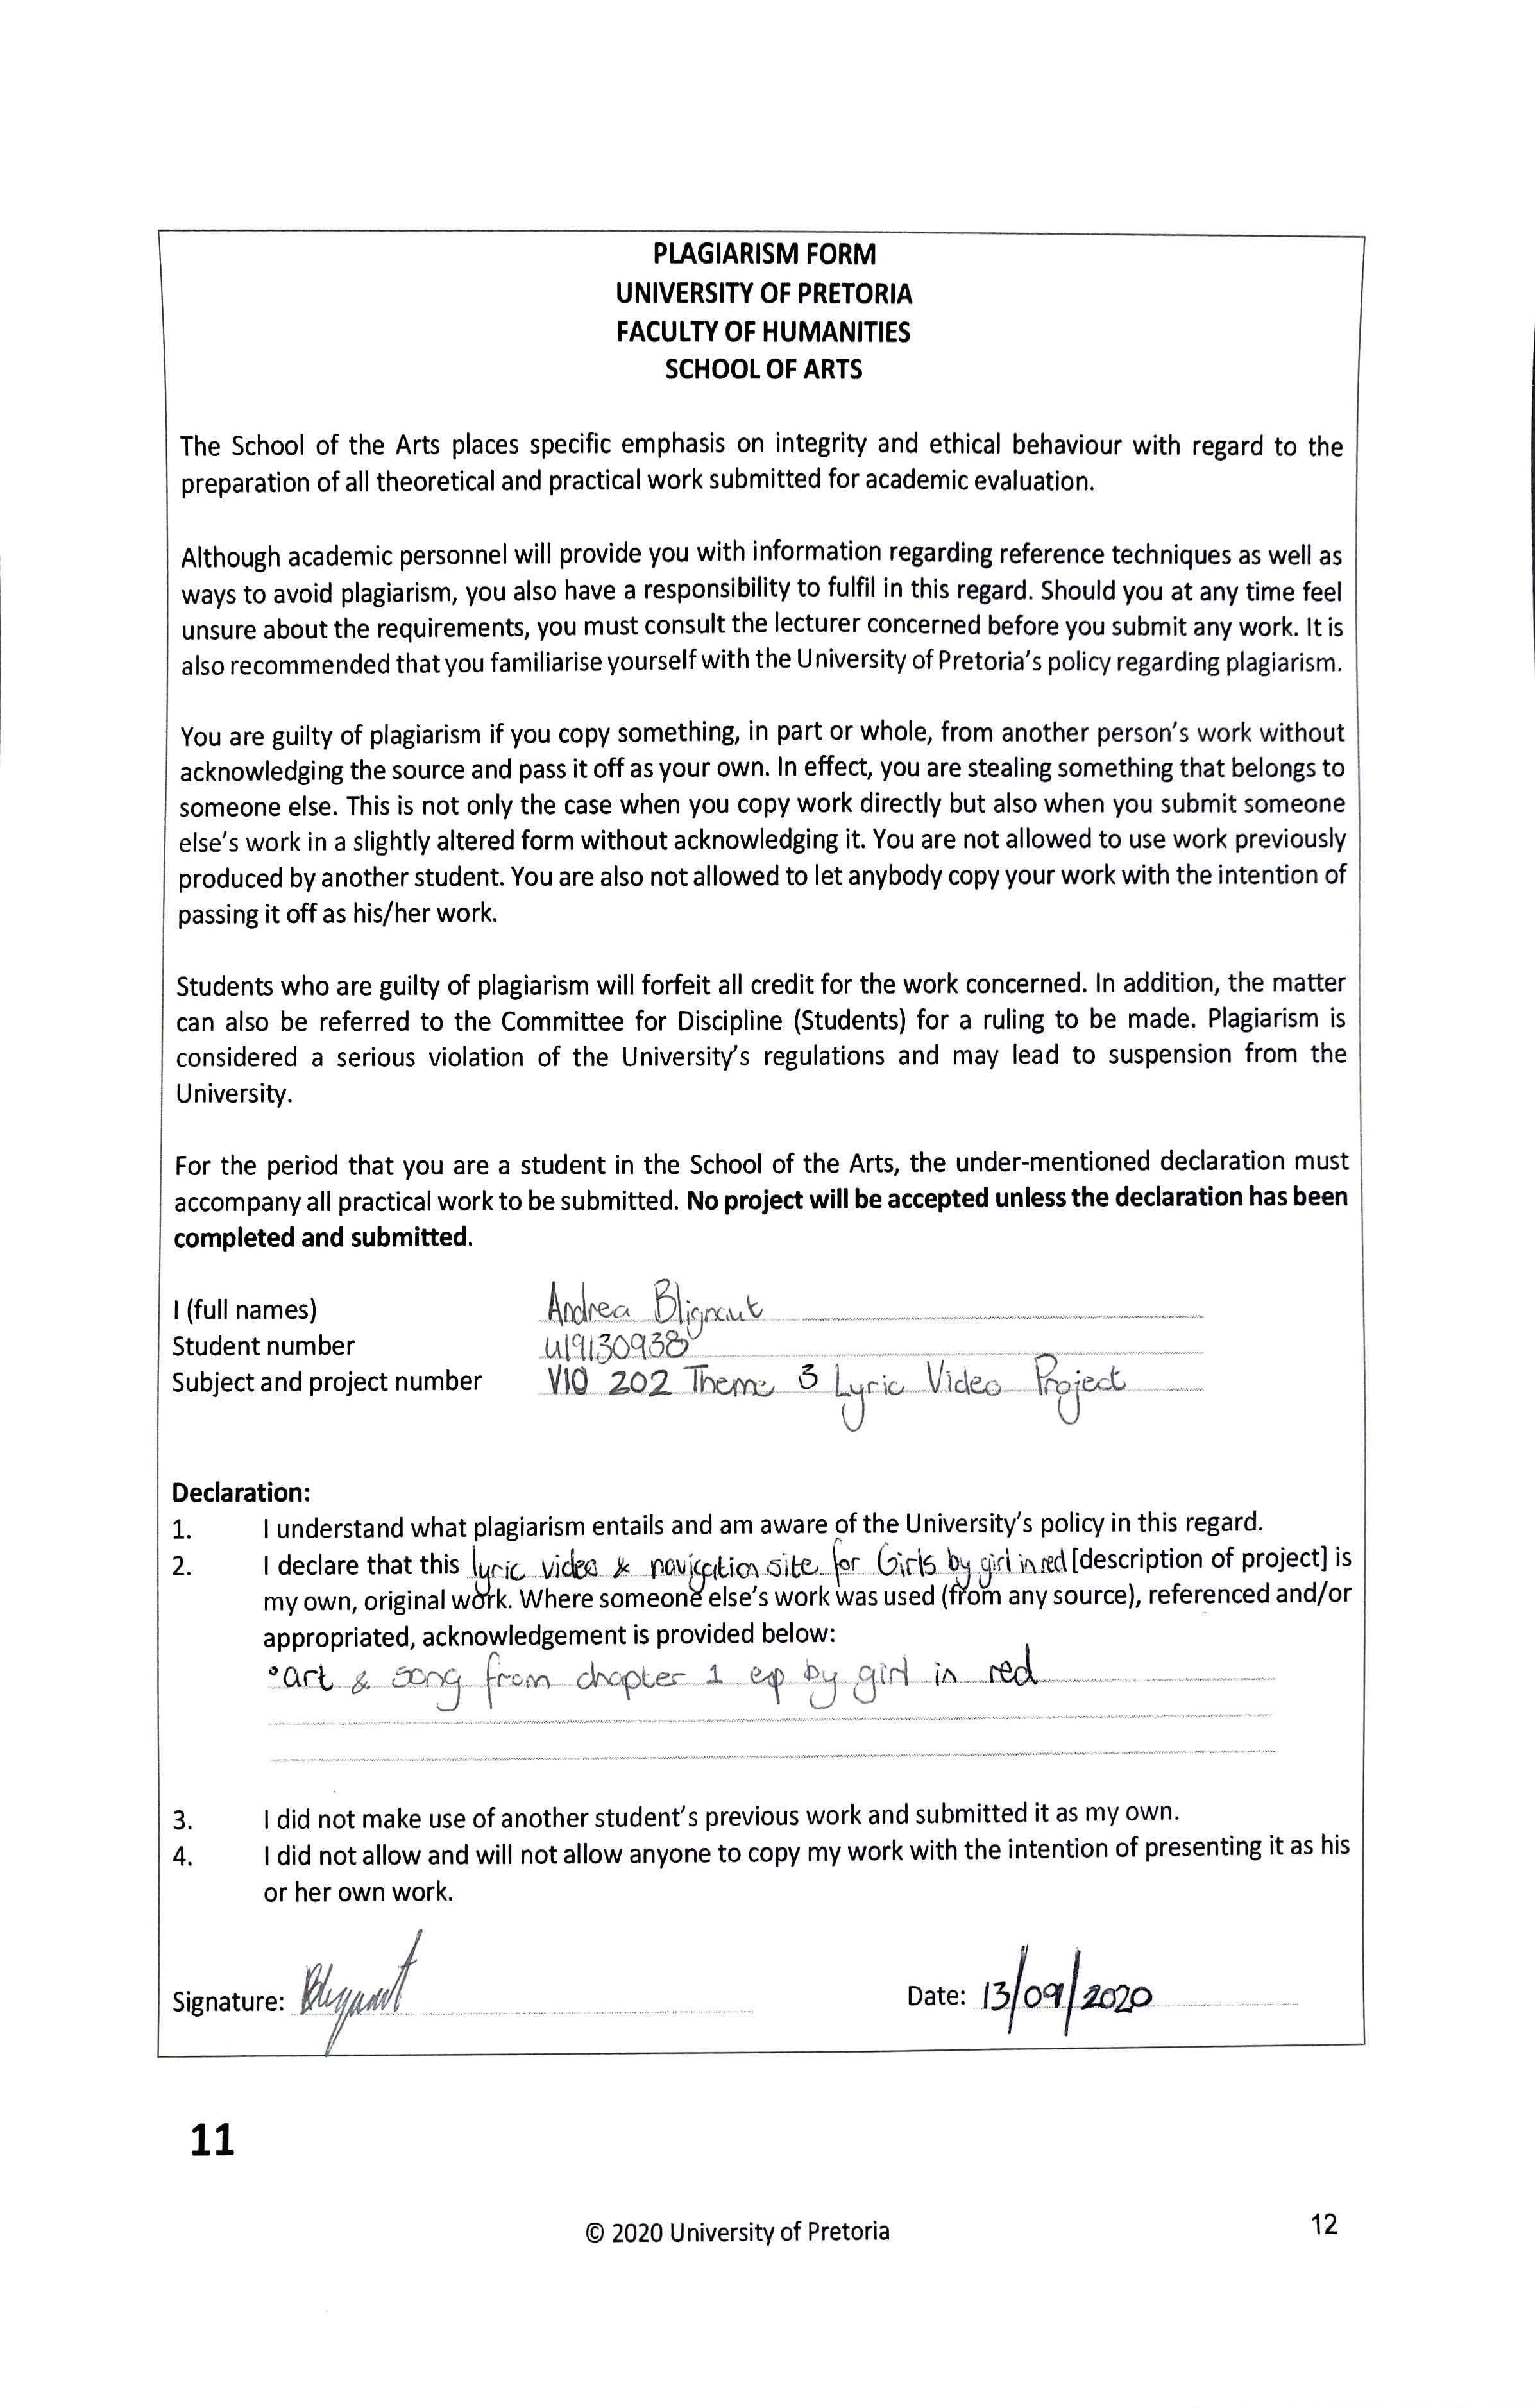 PLAGIARISM FORM
UNIVERSITY OF PRETORIA
FACULTY OF HUMANITIES
SCHOOL OF ARTS
The School of the Arts places specific emphasis on integrity and ethical behaviour with regard to the
preparation of all theoretical and practical work submitted for academic evaluation.
Although academic personnel will provide you with information regarding reference techniques as well as
ways to avoid plagiarism, you also have a responsibility to fulfil in this regard. Should you at any time feel
unsure about the requirements, you must consult the lecturer concerned before you submit any work. It is
also recommended that you familiarise yourself with the University of Pretoria's policy regarding plagiarism.
You are guilty of plagiarism if you copy something, in part or whole, from another person's work without
acknowledging the source and pass it off as your own. In effect, you are stealing something that belongs to
someone else. This is not only the case when you copy work directly but also when you submit someone
else's work in a slightly altered form without acknowledging it. You are not allowed to use work previously
produced by another student. You are also not allowed to let anybody copy your work with the intention of
passing it off as his/her work.
Students who are guilty of plagiarism will forfeit all credit for the work concerned. In addition, the matter
can also be referred to the Committee for Discipline (Students) for a ruling to be made. Plagiarism is
considered a serious violation of the University's regulations and may lead to suspension from the
University.
For the period that you are a student in the School of the Arts, the under-mentioned declaration must
accompany all practical work to be submitted. No project will be accepted unless the declaration has been
completed and submitted.
I (full names) Andrea Blignaut
Student number u19130938
Subject and project number VIO 202 Theme 3 Lyric Video Project
Declaration:
1. I understand what plagiarism entails and am aware of the University's policy in this regard.
2. I declare that this lyric video & navigation site for Girls by girl in red [description of project] is
my own, original work. Where someone else's work was used (from any source), referenced and/or
appropriated, acknowledgement is provided below:
• art & song from chapter 1 ep by girl in red
3. I did not make use of another student's previous work and submitted it as my own.
4. I did not allow and will not allow anyone to copy my work with the intention of presenting it as his
or her own work.
Signature: Blignaut Date: 13/09/2020
11
© 2020 University of Pretoria 12